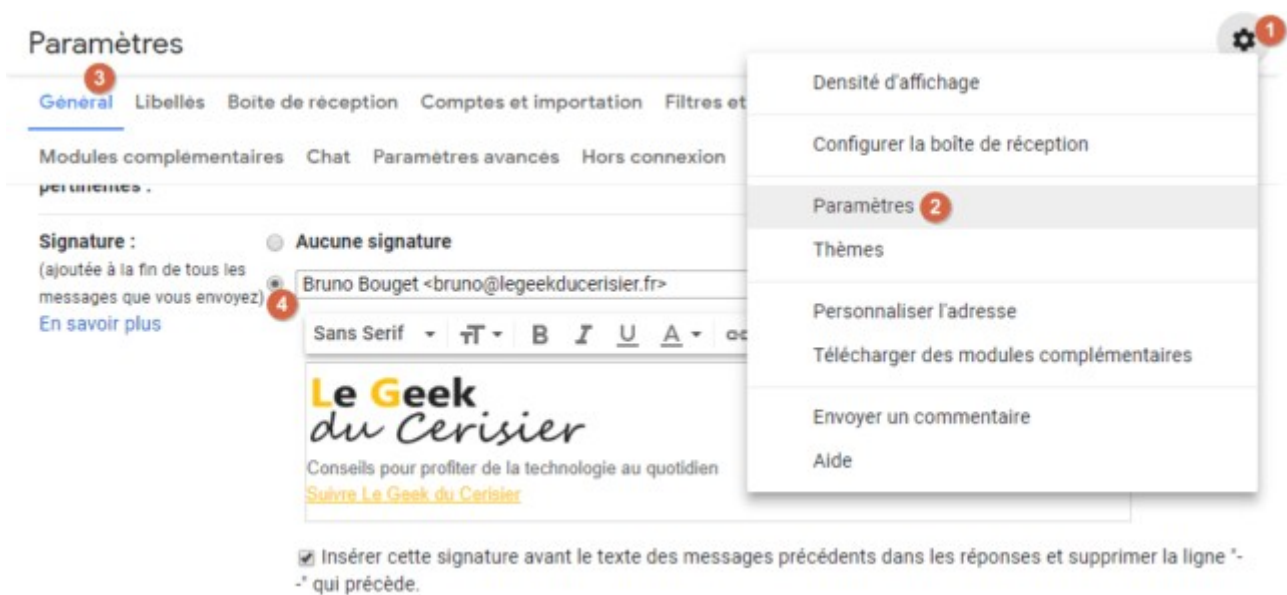 Paramètres
1
3
Général Libellés Boîte de réception Comptes et importation Filtres et
Modules complémentaires Chat Paramètres avancés Hors connexion
pertinentes :
Signature :
(ajoutée à la fin de tous les
messages que vous envoyez)
En savoir plus
Aucune signature
4
Bruno Bouget <bruno@legeekducerisier.fr>
Sans Serif TT B I U A
Le Geek
du Cerisier
Conseils pour profiter de la technologie au quotidien
Suivre Le Geek du Cerisier
Insérer cette signature avant le texte des messages précédents dans les réponses et supprimer la ligne "-
-" qui précède.
Densité d'affichage
Configurer la boîte de réception
Paramètres 2
Thèmes
Personnaliser l'adresse
Télécharger des modules complémentaires
Envoyer un commentaire
Aide